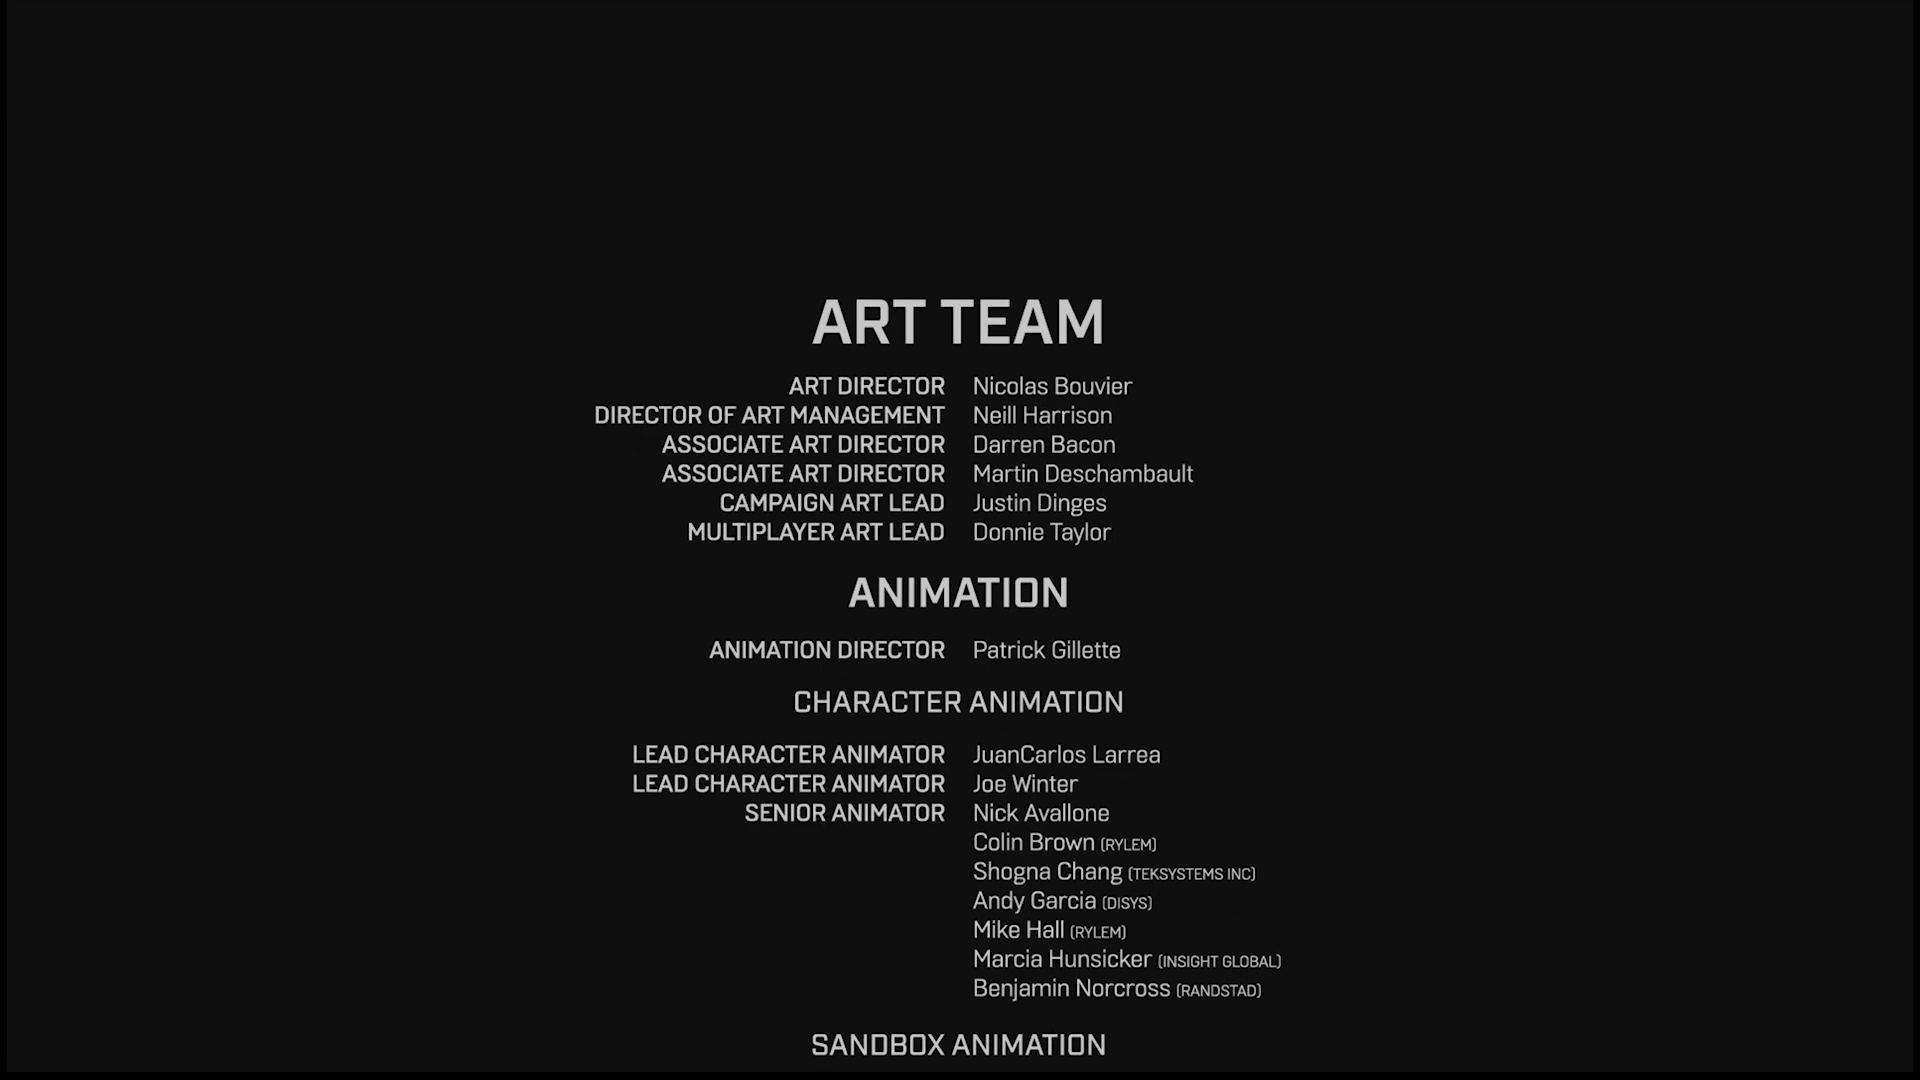 ART TEAM
ART DIRECTOR Nicolas Bouvier
DIRECTOR OF ART MANAGEMENT Neill Harrison
ASSOCIATE ART DIRECTOR Darren Bacon
ASSOCIATE ART DIRECTOR Martin Deschambault
CAMPAIGN ART LEAD Justin Dinges
MULTIPLAYER ART LEAD Donnie Taylor
ANIMATION
ANIMATION DIRECTOR Patrick Gillette
CHARACTER ANIMATION
LEAD CHARACTER ANIMATOR JuanCarlos Larrea
LEAD CHARACTER ANIMATOR Joe Winter
SENIOR ANIMATOR Nick Avallone
Colin Brown (RYLEM)
Shogna Chang (TEKSYSTEMS INC)
Andy Garcia (DISYS)
Mike Hall (RYLEM)
Marcia Hunsicker (INSIGHT GLOBAL)
Benjamin Norcross (RANDSTAD)
SANDBOX ANIMATION